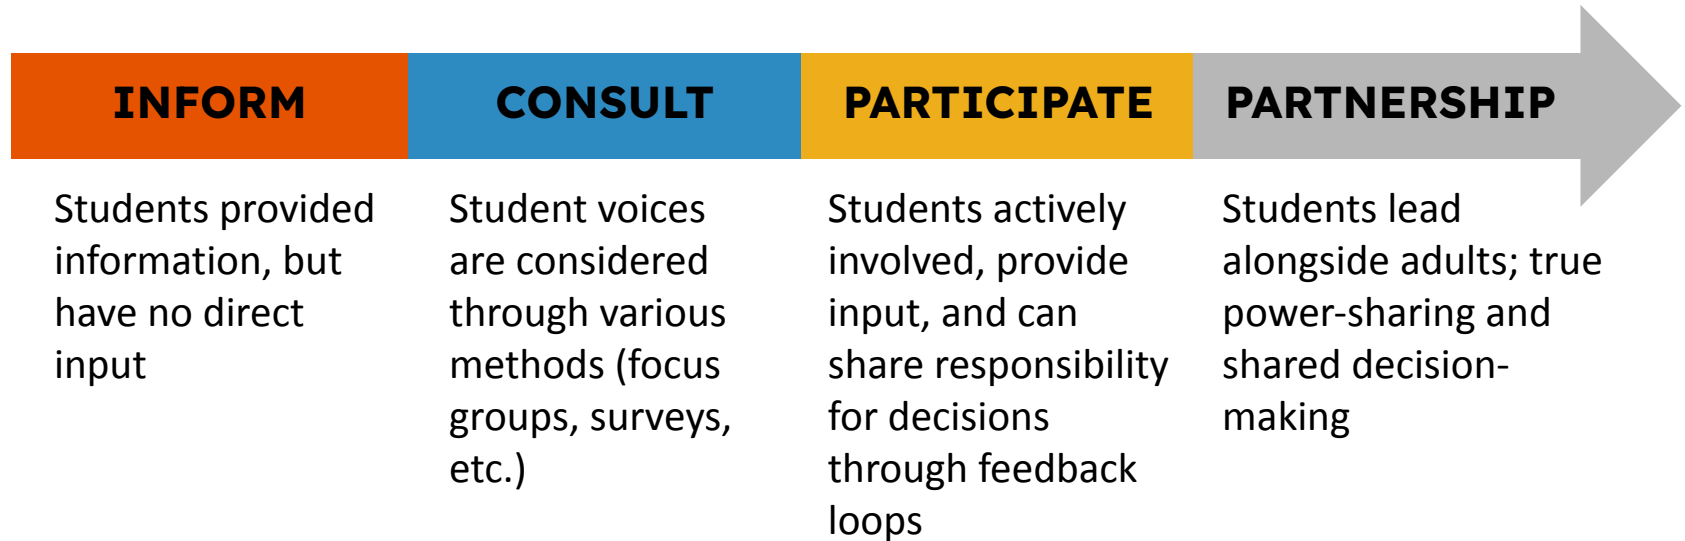 INFORM
CONSULT
PARTICIPATE
PARTNERSHIP
Students provided
information, but
have no direct
input
Student voices
are considered
through various
methods (focus
groups, surveys,
etc.)
Students actively
involved, provide
input, and can
share responsibility
for decisions
through feedback
loops
Students lead
alongside adults; true
power-sharing and
shared decision-
making